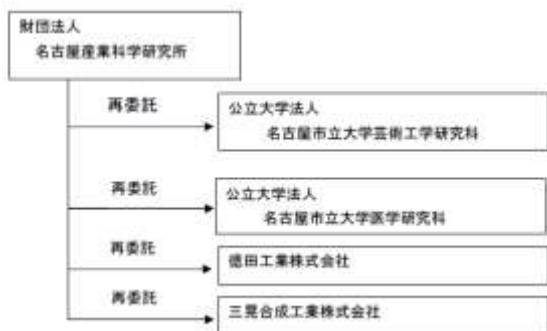 財団法人
名古屋産業科学研究所
再委託
公立大学法人
名古屋市立大学芸術工学研究科
再委託
公立大学法人
名古屋市立大学医学研究科
再委託
徳田工業株式会社
再委託
三晃合成工業株式会社